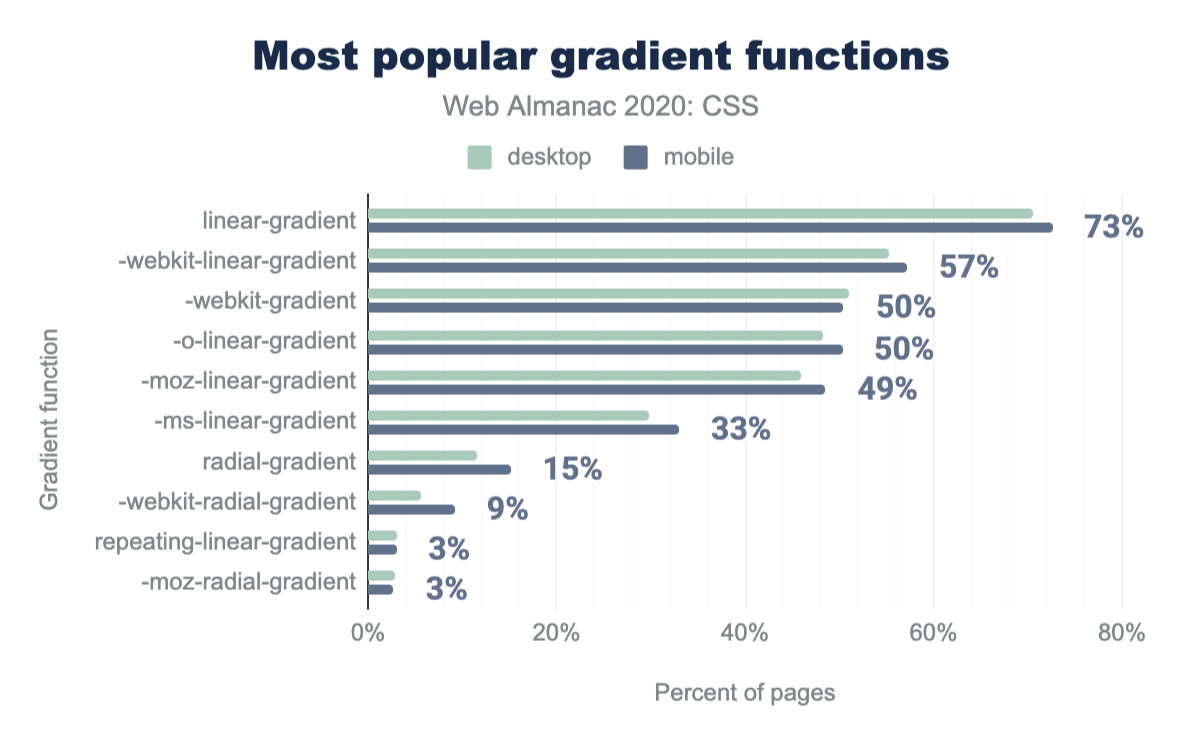 Most popular gradient functions
Web Almanac 2020: CSS
desktop mobile
Gradient function
linear-gradient 73%
-webkit-linear-gradient 57%
-webkit-gradient 50%
-o-linear-gradient 50%
-moz-linear-gradient 49%
-ms-linear-gradient 33%
radial-gradient 15%
-webkit-radial-gradient 9%
repeating-linear-gradient 3%
-moz-radial-gradient 3%
0% 20% 40% 60% 80%
Percent of pages